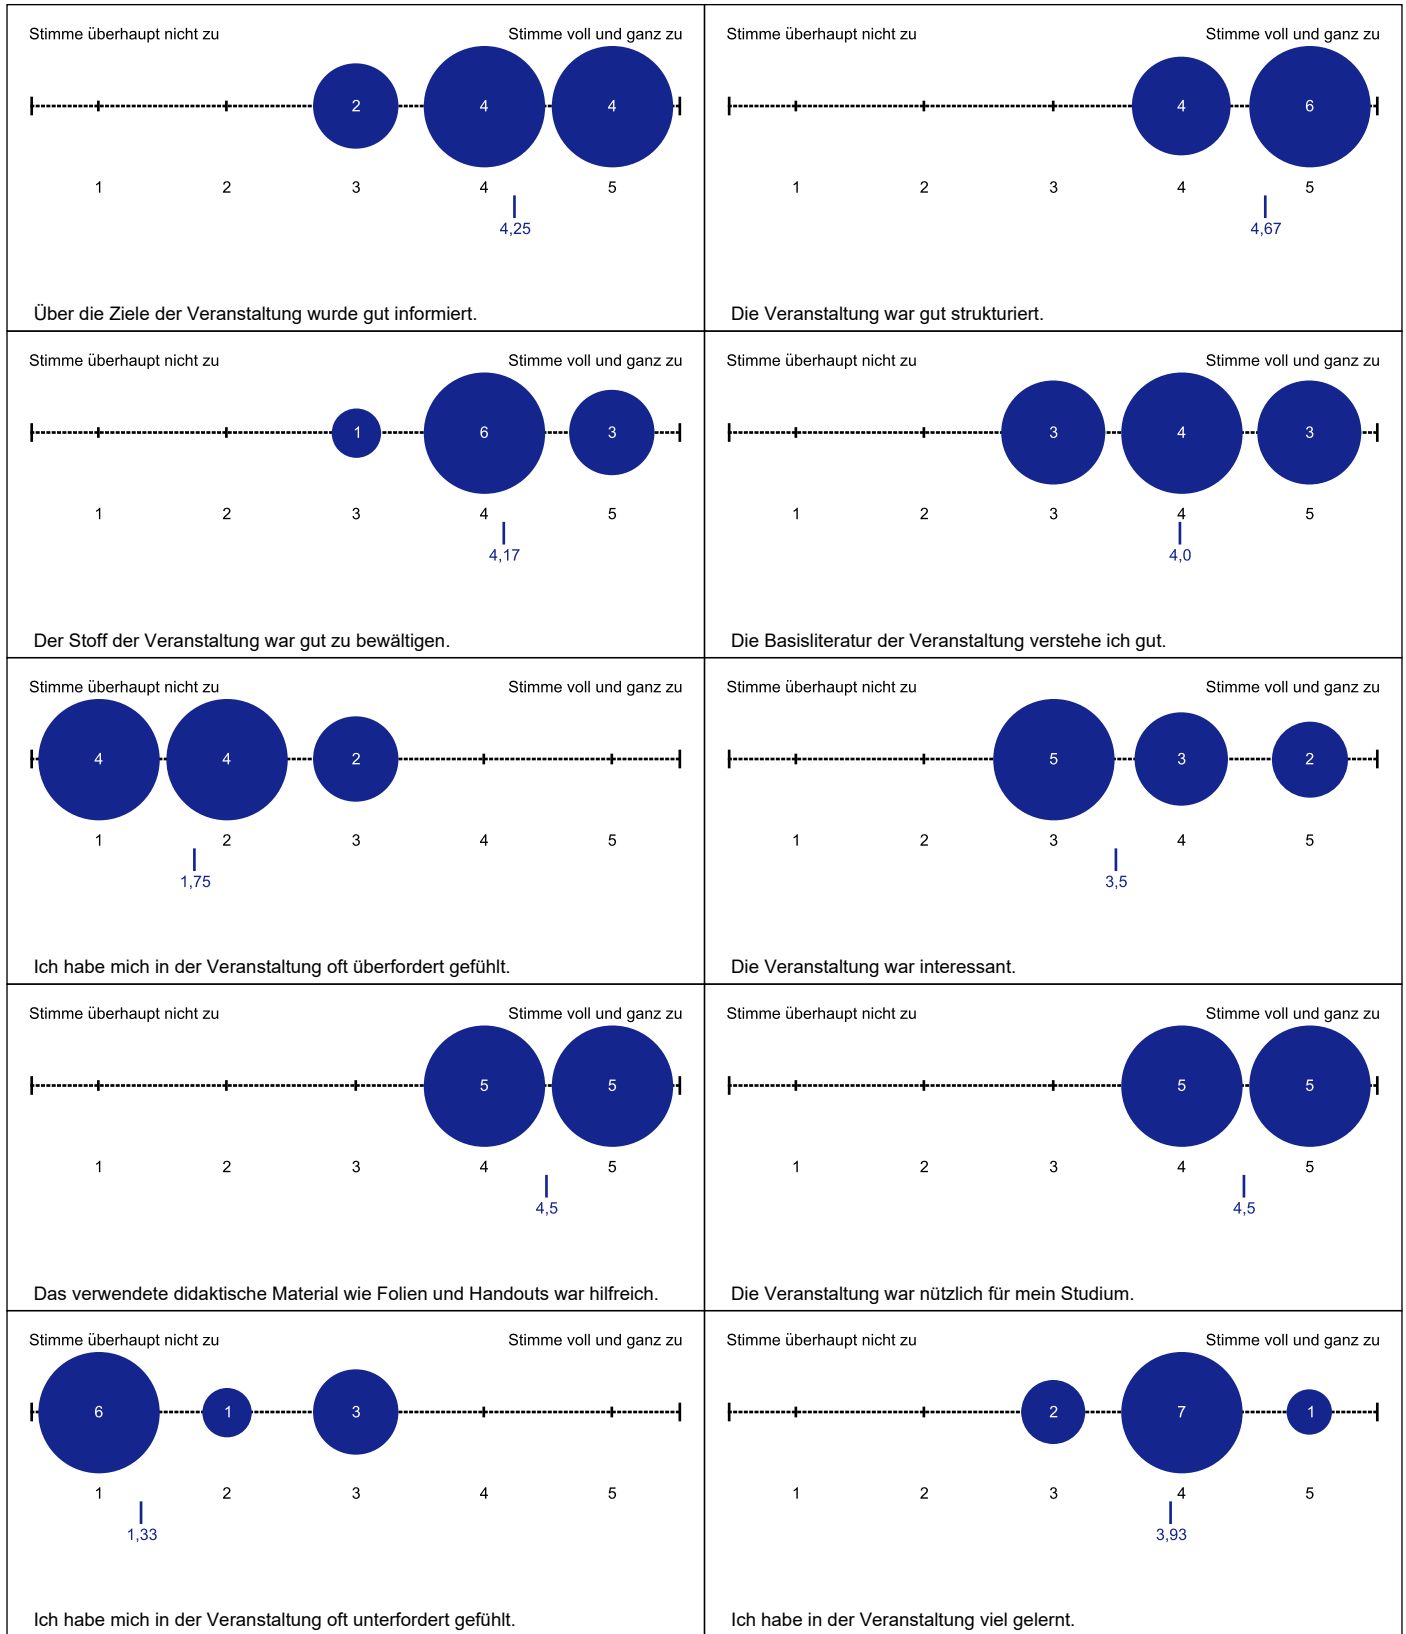 Stimme überhaupt nicht zu Stimme voll und ganz zu
2 4 4
1 2 3 4 5
4,25
Über die Ziele der Veranstaltung wurde gut informiert.
Stimme überhaupt nicht zu Stimme voll und ganz zu
4 6
1 2 3 4 5
4,67
Die Veranstaltung war gut strukturiert.
Stimme überhaupt nicht zu Stimme voll und ganz zu
1 6 3
1 2 3 4 5
4,17
Der Stoff der Veranstaltung war gut zu bewältigen.
Stimme überhaupt nicht zu Stimme voll und ganz zu
3 4 3
1 2 3 4 5
4,0
Die Basisliteratur der Veranstaltung verstehe ich gut.
Stimme überhaupt nicht zu Stimme voll und ganz zu
4 4 2
1 2 3 4 5
1,75
Ich habe mich in der Veranstaltung oft überfordert gefühlt.
Stimme überhaupt nicht zu Stimme voll und ganz zu
5 3 2
1 2 3 4 5
3,5
Die Veranstaltung war interessant.
Stimme überhaupt nicht zu Stimme voll und ganz zu
5 5
1 2 3 4 5
4,5
Das verwendete didaktische Material wie Folien und Handouts war hilfreich.
Stimme überhaupt nicht zu Stimme voll und ganz zu
5 5
1 2 3 4 5
4,5
Die Veranstaltung war nützlich für mein Studium.
Stimme überhaupt nicht zu Stimme voll und ganz zu
6 1 3
1 2 3 4 5
1,33
Ich habe mich in der Veranstaltung oft unterfordert gefühlt.
Stimme überhaupt nicht zu Stimme voll und ganz zu
2 7 1
1 2 3 4 5
3,93
Ich habe in der Veranstaltung viel gelernt.